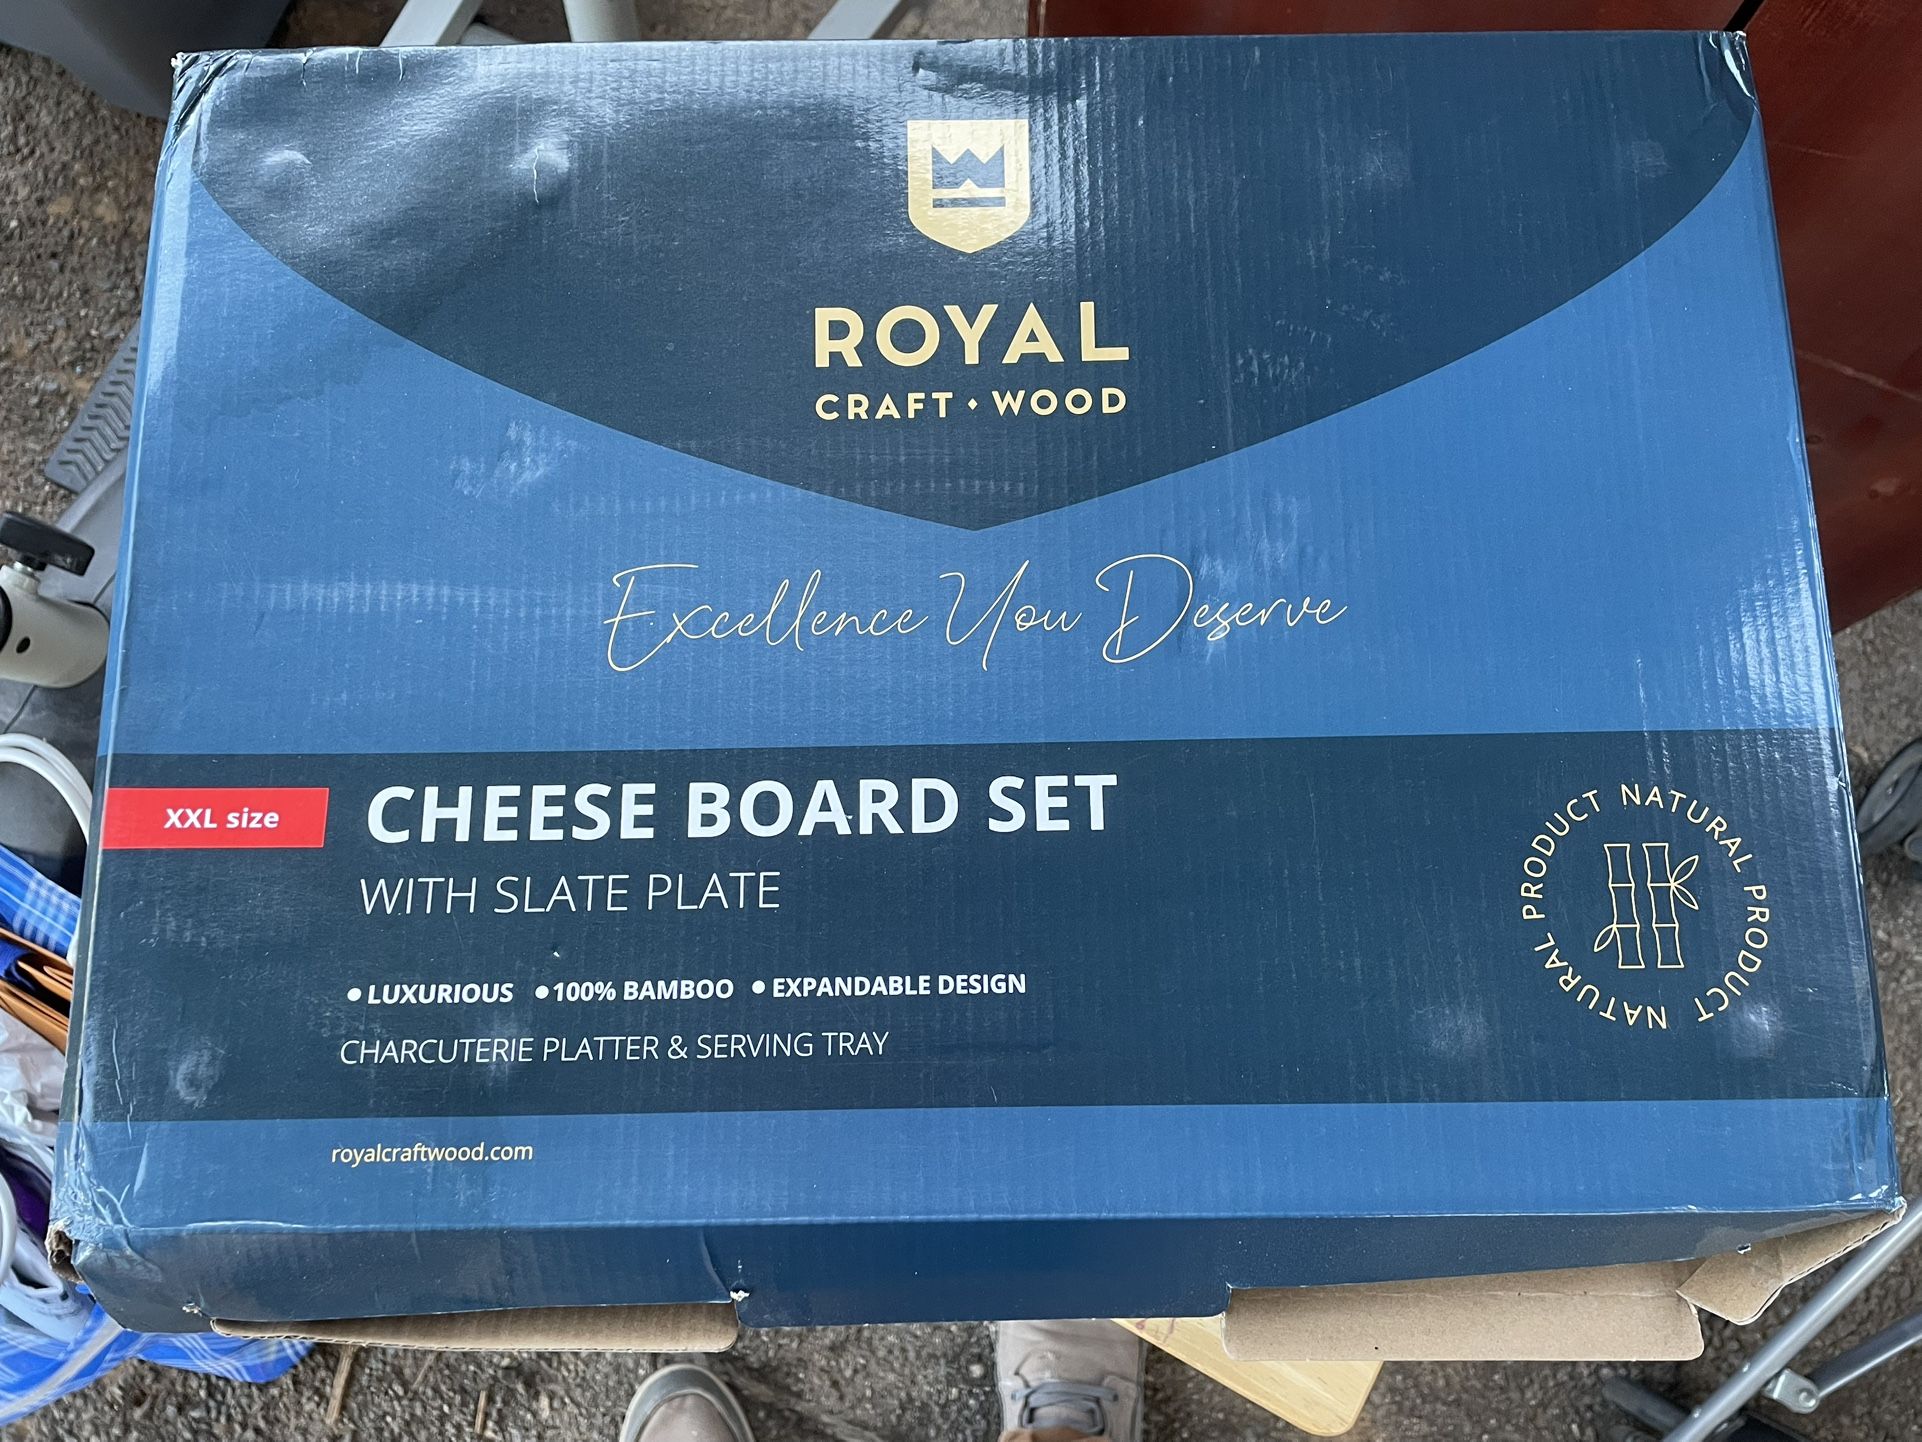 ROYAL
CRAFT • WOOD
Excellence You Deserve
XXL size
CHEESE BOARD SET
WITH SLATE PLATE
• LUXURIOUS • 100% BAMBOO • EXPANDABLE DESIGN
CHARCUTERIE PLATTER & SERVING TRAY
NATURAL PRODUCT NATURAL PRODUCT
royalcraftwood.com